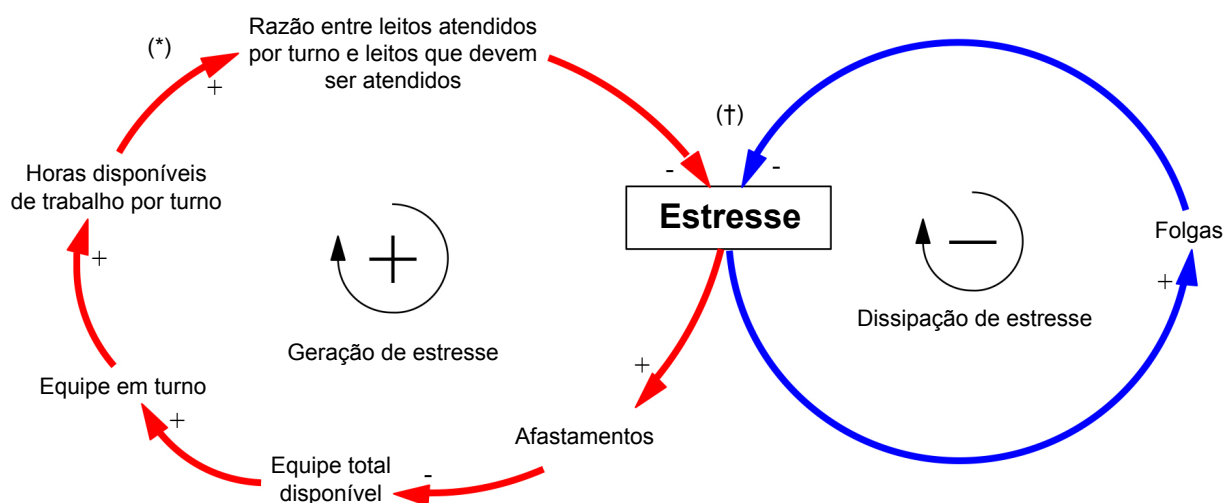 Razão entre leitos atendidos
por turno e leitos que devem
ser atendidos
(*)
+
(†)
-
-
Horas disponíveis
de trabalho por turno
Estresse
Folgas
+
+
−
+
Dissipação de estresse
Geração de estresse
+
Equipe em turno
+
Afastamentos
Equipe total
disponível
-